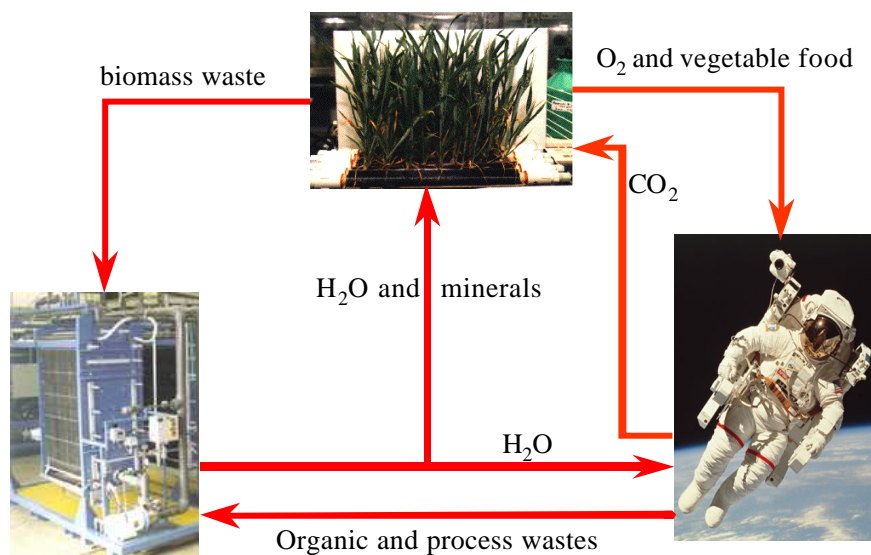 biomass waste
O₂ and vegetable food
CO₂
H₂O and minerals
H₂O
Organic and process wastes